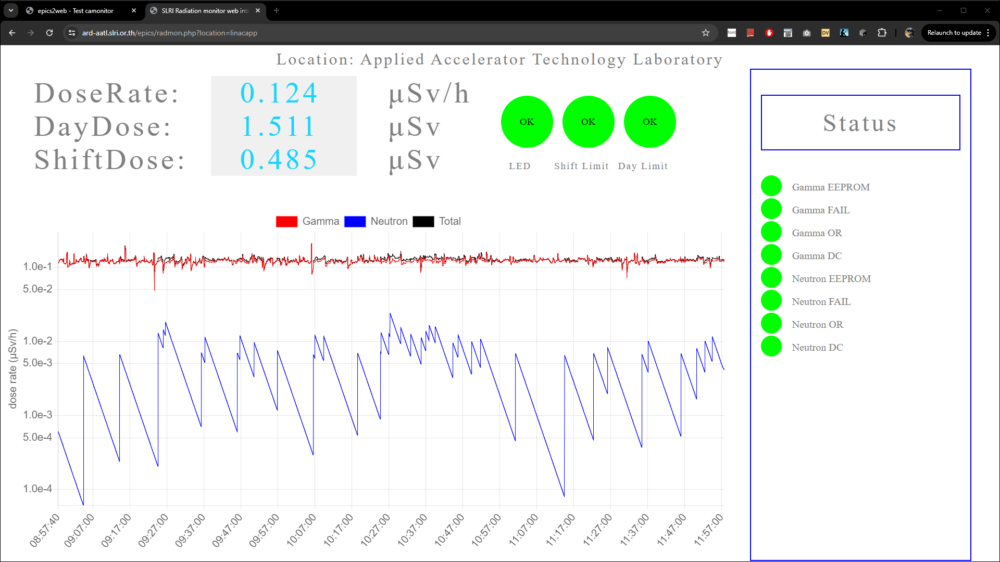 epics2web - Test camonitor
SLRI Radiation monitor web inte
ard-aatl.slri.or.th/epics/radmon.php?location=linacapp
font
DV
Relaunch to update
Location: Applied Accelerator Technology Laboratory
DoseRate: 0.124 µSv/h
DayDose: 1.511 µSv
ShiftDose: 0.485 µSv
OK OK OK
LED Shift Limit Day Limit
Status
Gamma EEPROM
Gamma FAIL
Gamma OR
Gamma DC
Neutron EEPROM
Neutron FAIL
Neutron OR
Neutron DC
Gamma Neutron Total
dose rate (µSv/h)
1.0e-1
5.0e-2
1.0e-2
5.0e-3
1.0e-3
5.0e-4
1.0e-4
08:57:40 09:07:00 09:17:00 09:27:00 09:37:00 09:47:00 09:57:00 10:07:00 10:17:00 10:27:00 10:37:00 10:47:00 10:57:00 11:07:00 11:17:00 11:27:00 11:37:00 11:47:00 11:57:00